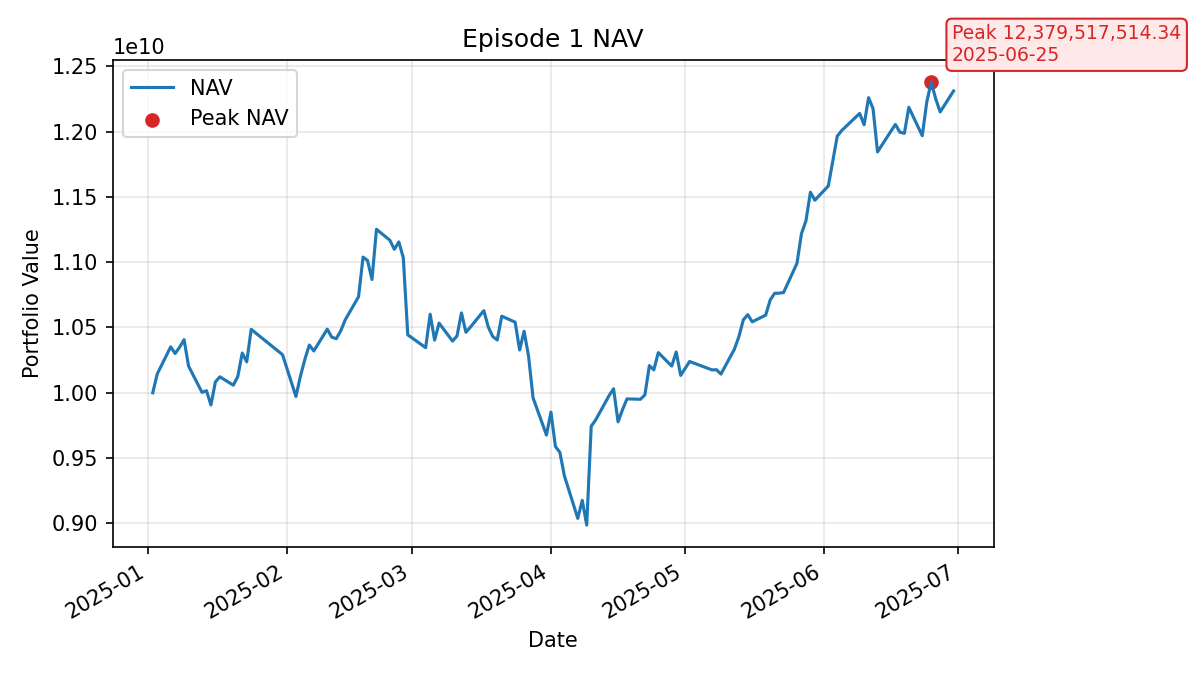 Episode 1 NAV
Peak 12,379,517,514.34
2025-06-25
1e10
NAV
Peak NAV
Portfolio Value
1.25
1.20
1.15
1.10
1.05
1.00
0.95
0.90
2025-01
2025-02
2025-03
2025-04
2025-05
2025-06
2025-07
Date